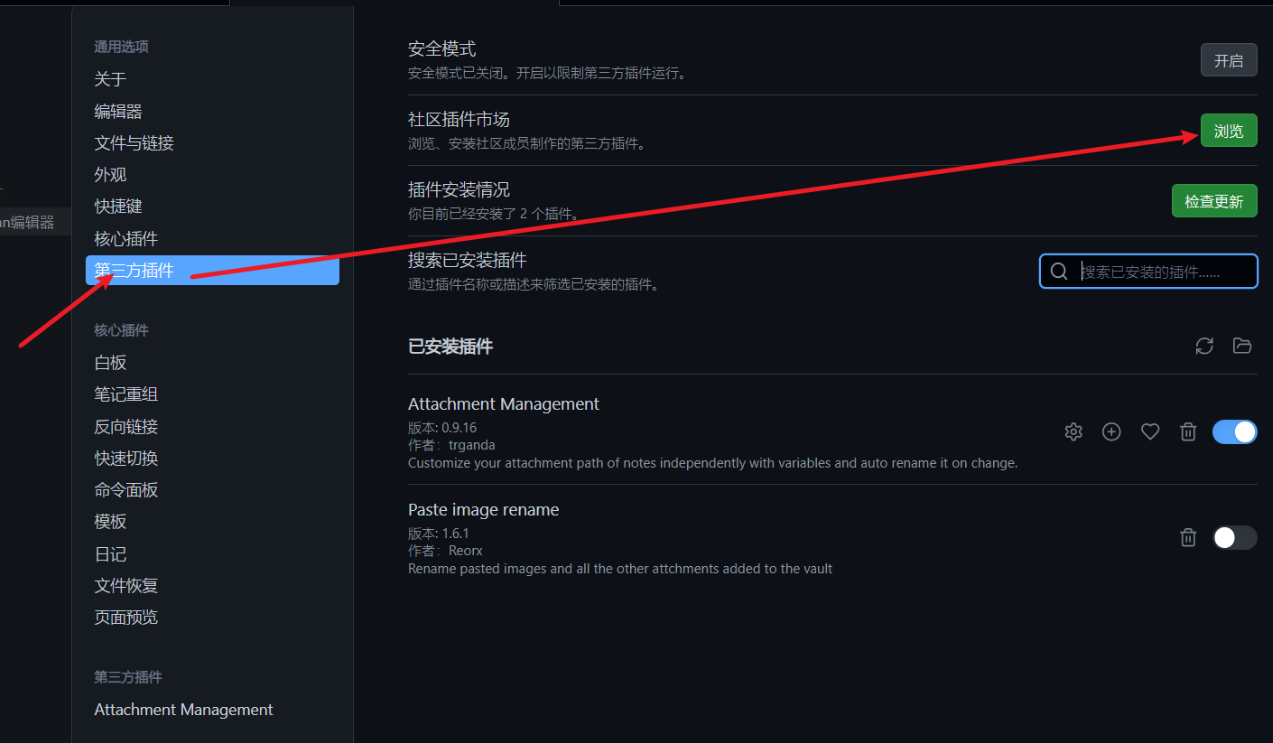 通用选项
关于
编辑器
文件与链接
外观
快捷键
核心插件
第三方插件
核心插件
白板
笔记重组
反向链接
快速切换
命令面板
模板
日记
文件恢复
页面预览
第三方插件
Attachment Management
n编辑器
安全模式
安全模式已关闭。开启以限制第三方插件运行。
开启
社区插件市场
浏览、安装社区成员制作的第三方插件。
浏览
插件安装情况
你目前已经安装了 2 个插件。
检查更新
搜索已安装插件
通过插件名称或描述来筛选已安装的插件。
搜索已安装的插件......
已安装插件
Attachment Management
版本: 0.9.16
作者： trganda
Customize your attachment path of notes independently with variables and auto rename it on change.
Paste image rename
版本: 1.6.1
作者： Reorx
Rename pasted images and all the other attchments added to the vault